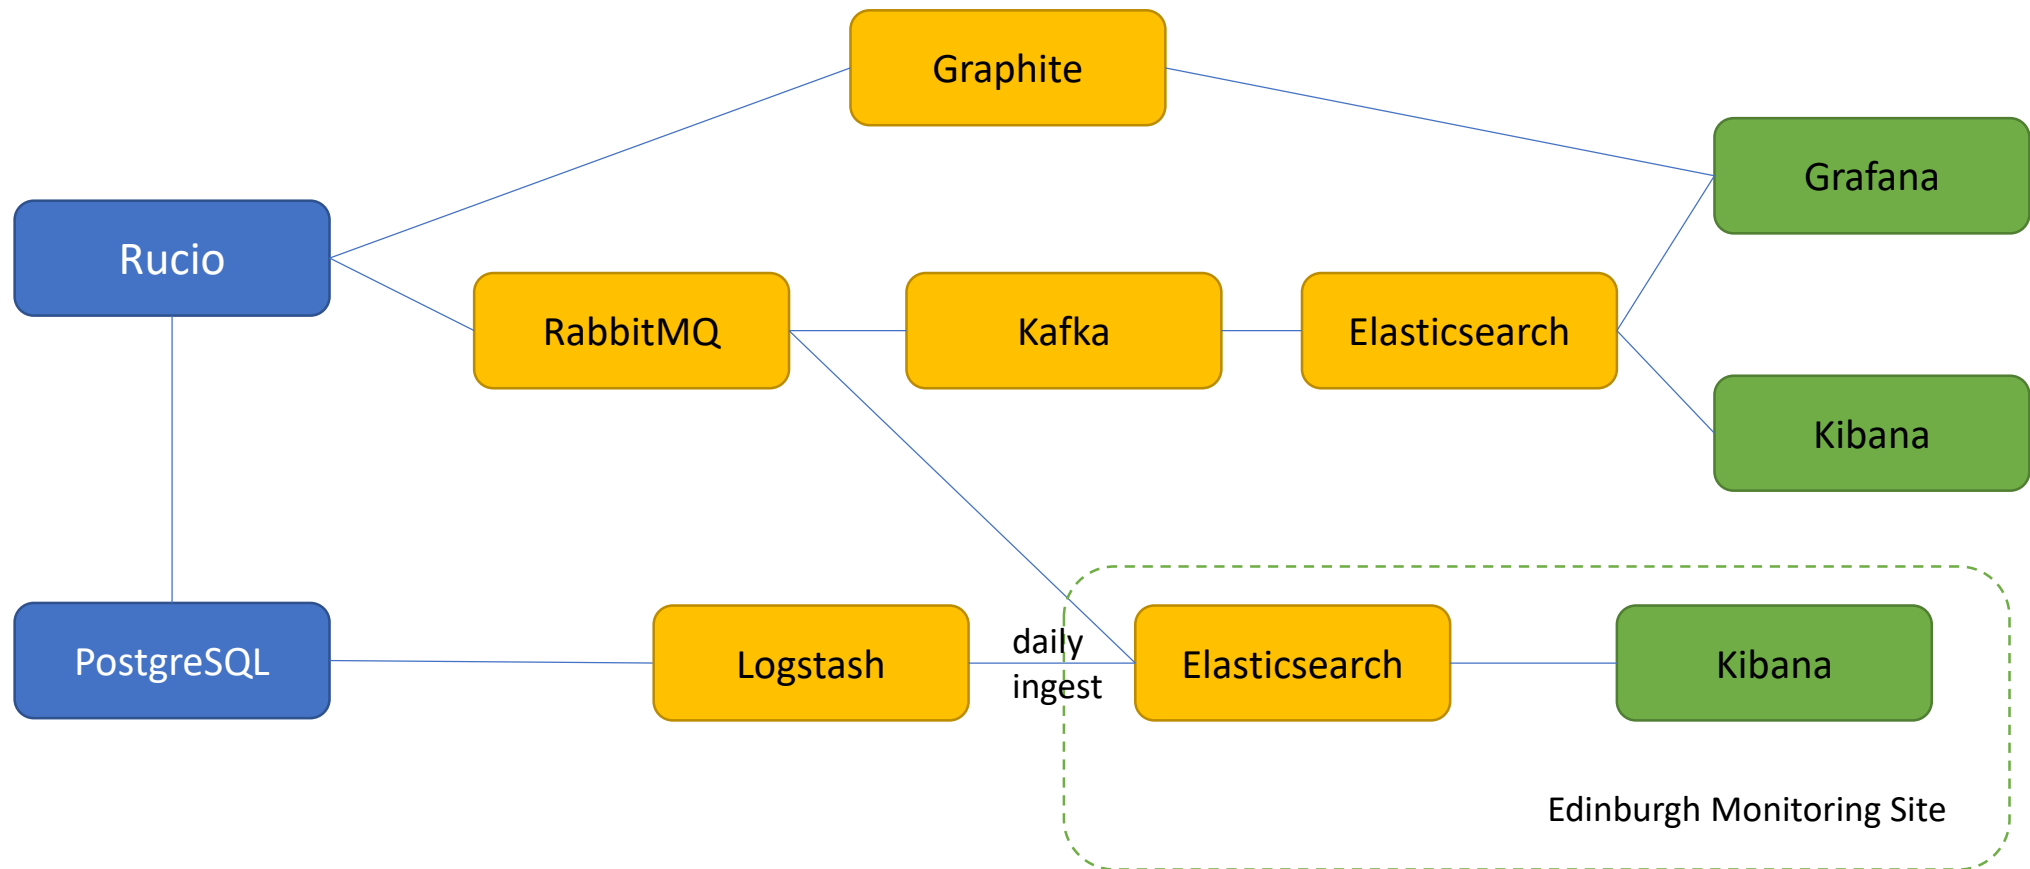 Graphite
Grafana
Rucio
RabbitMQ
Kafka
Elasticsearch
Kibana
PostgreSQL
Logstash
daily
ingest
Elasticsearch
Kibana
Edinburgh Monitoring Site